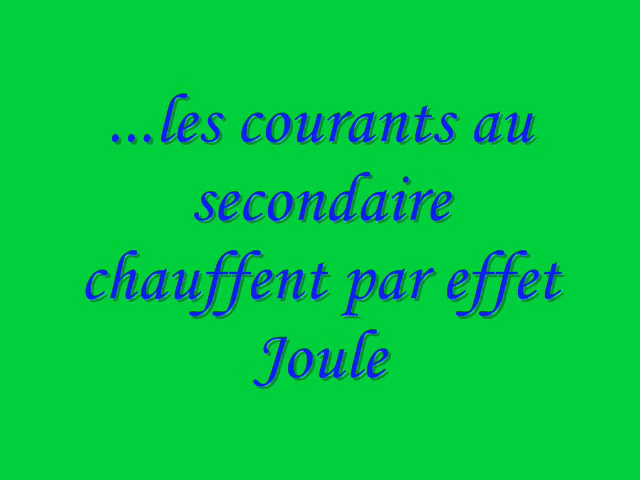 ...les courants au
secondaire
chauffent par effet
Joule